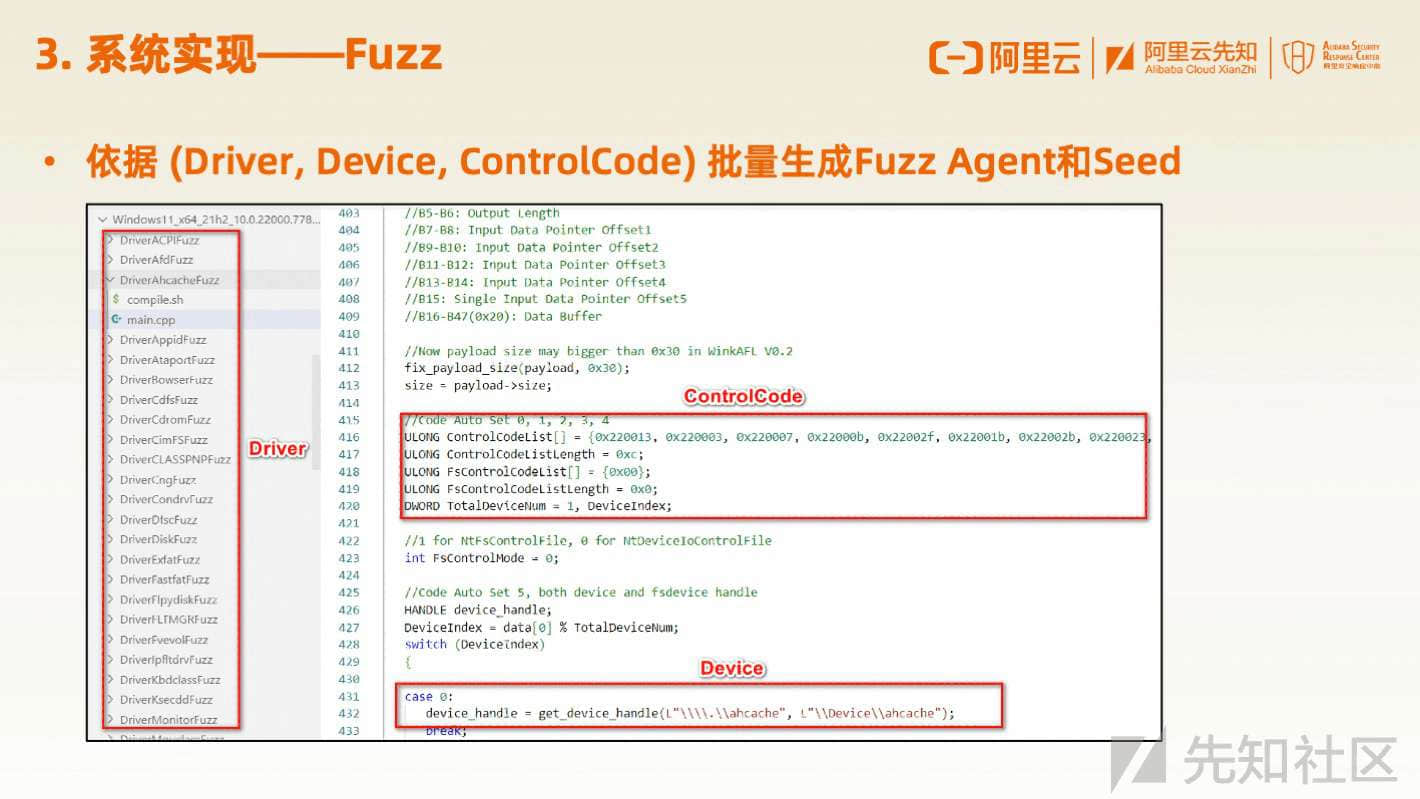 3. 系统实现——Fuzz
阿里云
阿里云先知
Alibaba Cloud XianZhi
ALIBABA SECURITY
RESPONSE CENTER
阿里安全响应中心
• 依据 (Driver, Device, ControlCode) 批量生成Fuzz Agent和Seed
Windows11_x64_21h2_10.0.22000.778...
DriverACPIFuzz
DriverAfdFuzz
DriverAhcacheFuzz
compile.sh
main.cpp
DriverAppidFuzz
DriverAtaportFuzz
DriverBowserFuzz
DriverCdfsFuzz
DriverCdromFuzz
DriverCimFSFuzz
DriverCLASSPNPFuzz
DriverCngFuzz
DriverCondrvFuzz
DriverDfscFuzz
DriverDiskFuzz
DriverExfatFuzz
DriverFastfatFuzz
DriverFlpydiskFuzz
DriverFLTMGRFuzz
DriverFvevolFuzz
DriverIpfltdrvFuzz
DriverKbdclassFuzz
DriverKsecddFuzz
DriverMonitorFuzz
Driver
403 //B5-B6: Output Length
404 //B7-B8: Input Data Pointer Offset1
405 //B9-B10: Input Data Pointer Offset2
406 //B11-B12: Input Data Pointer Offset3
407 //B13-B14: Input Data Pointer Offset4
408 //B15: Single Input Data Pointer Offset5
409 //B16-B47(0x20): Data Buffer
410
411 //Now payload size may bigger than 0x30 in WinkAFL V0.2
412 fix_payload_size(payload, 0x30);
413 size = payload->size;
414
ControlCode
415 //Code Auto Set 0, 1, 2, 3, 4
416 ULONG ControlCodeList[] = {0x220013, 0x220003, 0x220007, 0x22000b, 0x22002f, 0x22001b, 0x22002b, 0x220023,
417 ULONG ControlCodeListLength = 0xc;
418 ULONG FsControlCodeList[] = {0x00};
419 ULONG FsControlCodeListLength = 0x0;
420 DWORD TotalDeviceNum = 1, DeviceIndex;
421
422 //1 for NtFsControlFile, 0 for NtDeviceIoControlFile
423 int FsControlMode = 0;
424
425 //Code Auto Set 5, both device and fsdevice handle
426 HANDLE device_handle;
427 DeviceIndex = data[0] % TotalDeviceNum;
428 switch (DeviceIndex)
429 {
430
Device
431 case 0:
432 device_handle = get_device_handle(L"\\\\.\\ahcache", L"\\Device\\ahcache");
433 break;
先知社区